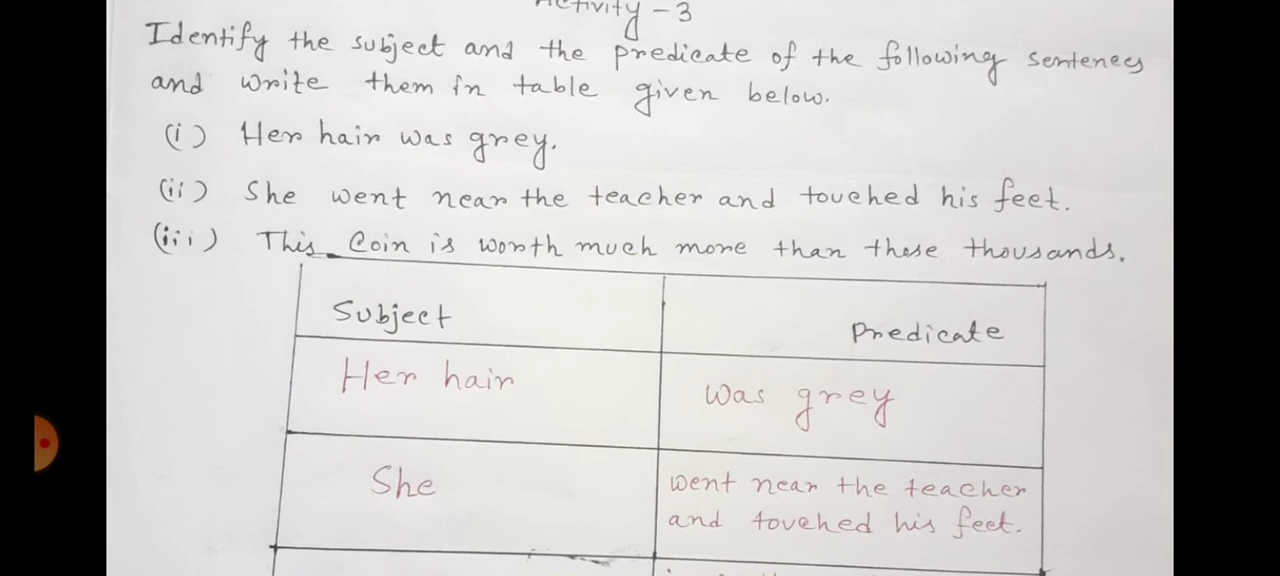 Activity - 3
Identify the subject and the predicate of the following sentences
and write them in table given below.
(i) Her hair was grey.
(ii) She went near the teacher and touched his feet.
(iii) This coin is worth much more than these thousands.
Subject Predicate
Her hair was grey
She went near the teacher
and touched his feet.